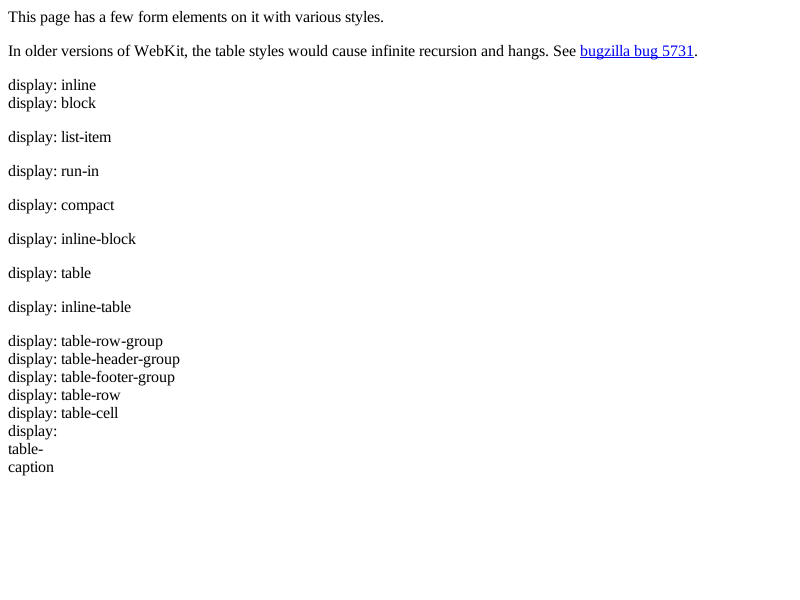 This page has a few form elements on it with various styles.
In older versions of WebKit, the table styles would cause infinite recursion and hangs. See bugzilla bug 5731.
display: inline
display: block
display: list-item
display: run-in
display: compact
display: inline-block
display: table
display: inline-table
display: table-row-group
display: table-header-group
display: table-footer-group
display: table-row
display: table-cell
display:
table-
caption